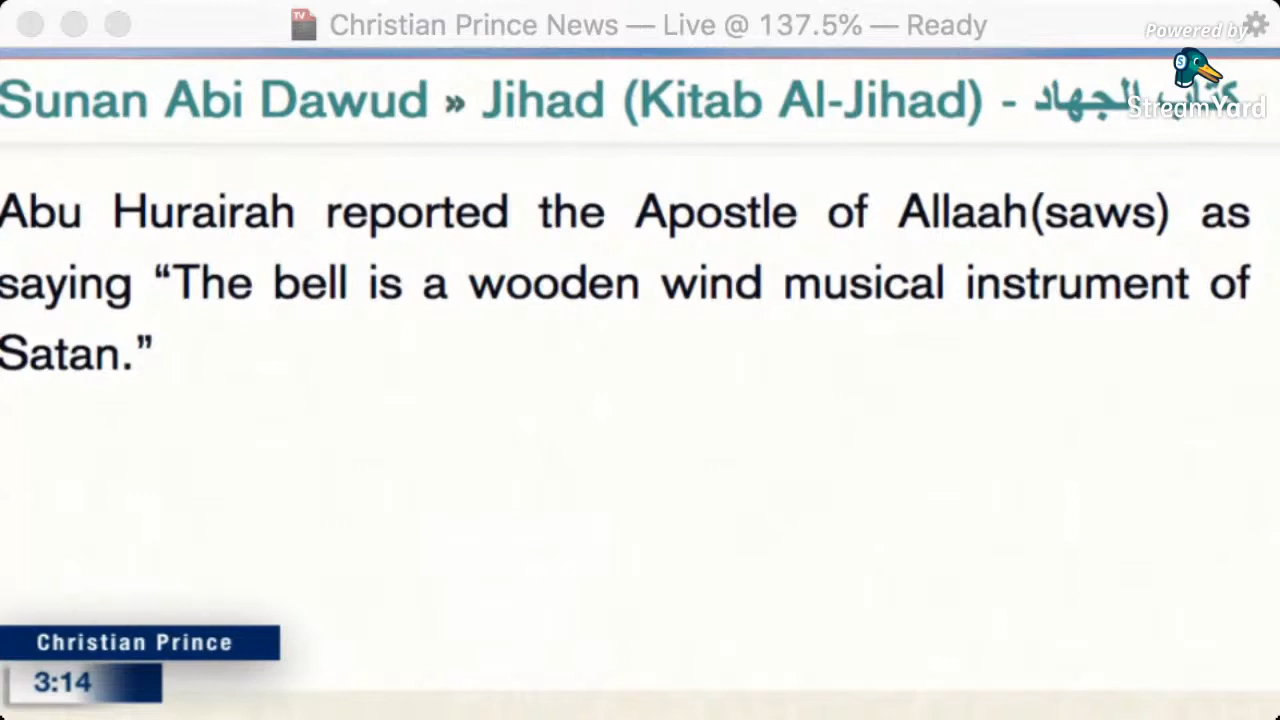 Christian Prince News — Live @ 137.5% — Ready
Powered by
Sunan Abi Dawud » Jihad (Kitab Al-Jihad) - كتاب الجهاد
StreamYard
Abu Hurairah reported the Apostle of Allaah(saws) as
saying “The bell is a wooden wind musical instrument of
Satan.”
Christian Prince
3:14